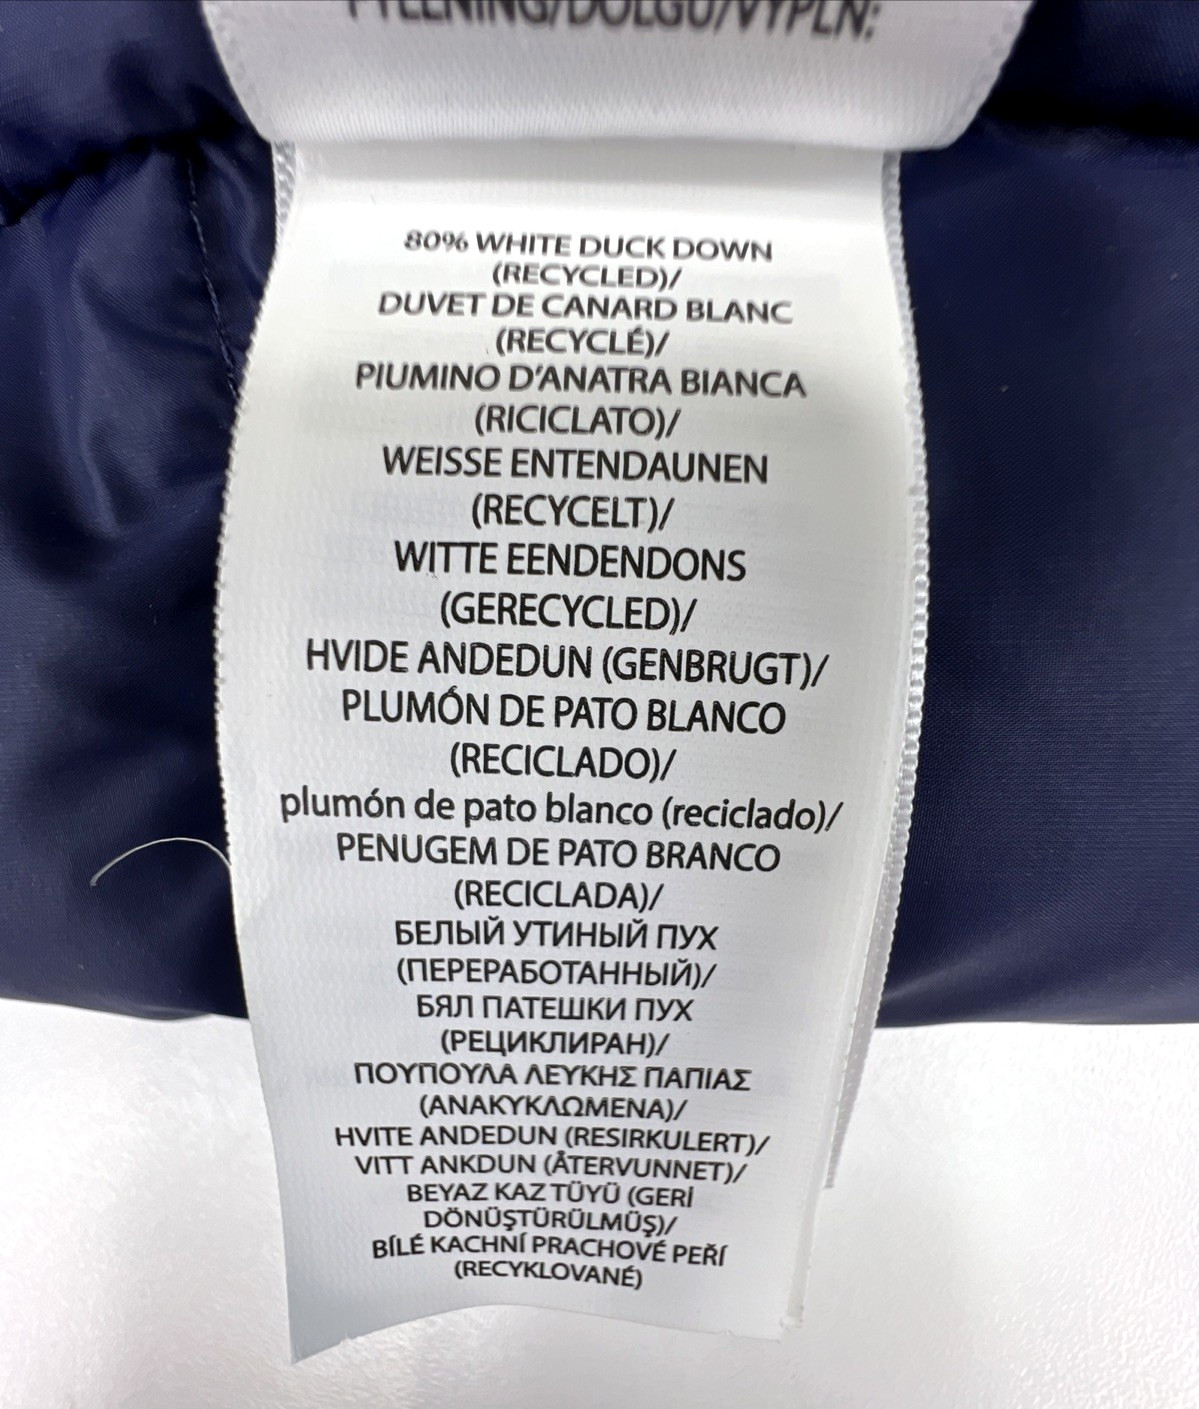 FYLLNING/DOLGU/VÝPLŇ:
80% WHITE DUCK DOWN
(RECYCLED)/
DUVET DE CANARD BLANC
(RECYCLÉ)/
PIUMINO D'ANATRA BIANCA
(RICICLATO)/
WEISSE ENTENDAUNEN
(RECYCELT)/
WITTE EENDENDONS
(GERECYCLED)/
HVIDE ANDEDUN (GENBRUGT)/
PLUMÓN DE PATO BLANCO
(RECICLADO)/
plumón de pato blanco (reciclado)/
PENUGEM DE PATO BRANCO
(RECICLADA)/
БЕЛЫЙ УТИНЫЙ ПУХ
(ПЕРЕРАБОТАННЫЙ)/
БЯЛ ПАТЕШКИ ПУХ
(РЕЦИКЛИРАН)/
ΠΟΥΠΟΥΛΑ ΛΕΥΚΗΣ ΠΑΠΙΑΣ
(ΑΝΑΚΥΚΛΩΜΕΝΑ)/
HVITE ANDEDUN (RESIRKULERT)/
VITT ANKDUN (ÅTERVUNNET)/
BEYAZ KAZ TÜYÜ (GERİ
DÖNÜŞTÜRÜLMÜŞ)/
BÍLÉ KACHNÍ PRACHOVÉ PEŘÍ
(RECYKLOVANÉ)